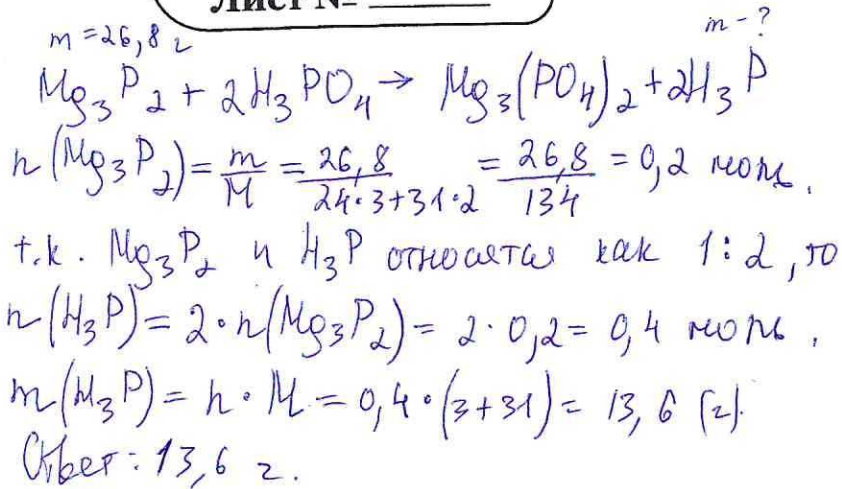 Лист № ________
m = 26,8 г
m - ?
Mg₃P₂ + 2H₃PO₄ → Mg₃(PO₄)₂ + 2H₃P
n(Mg₃P₂) = m/M = 26,8/(24·3+31·2) = 26,8/134 = 0,2 моль.
т.к. Mg₃P₂ и H₃P относятся как 1:2, то
n(H₃P) = 2·n(Mg₃P₂) = 2·0,2 = 0,4 моль.
m(H₃P) = n·M = 0,4·(3+31) = 13,6 (г).
Ответ: 13,6 г.